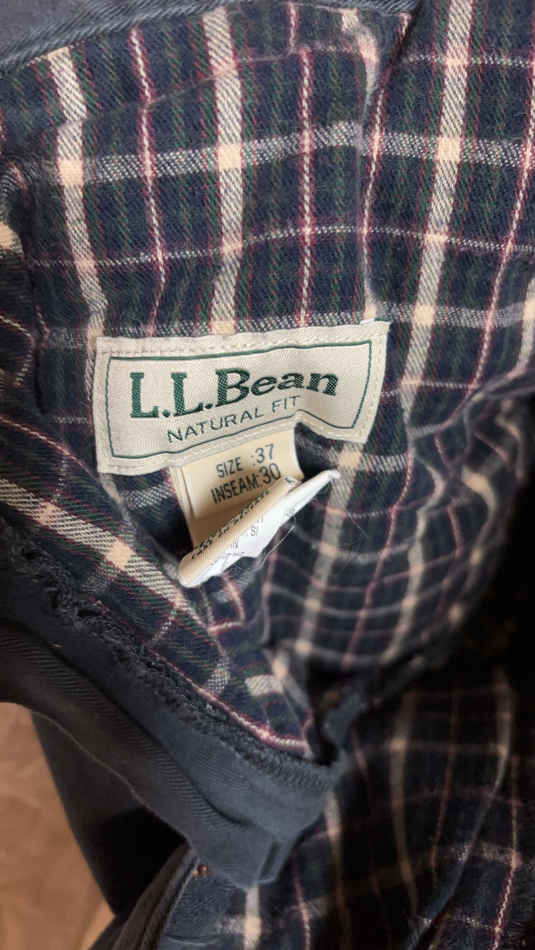 L.L.Bean
NATURAL FIT
SIZE :37
INSEAM:30